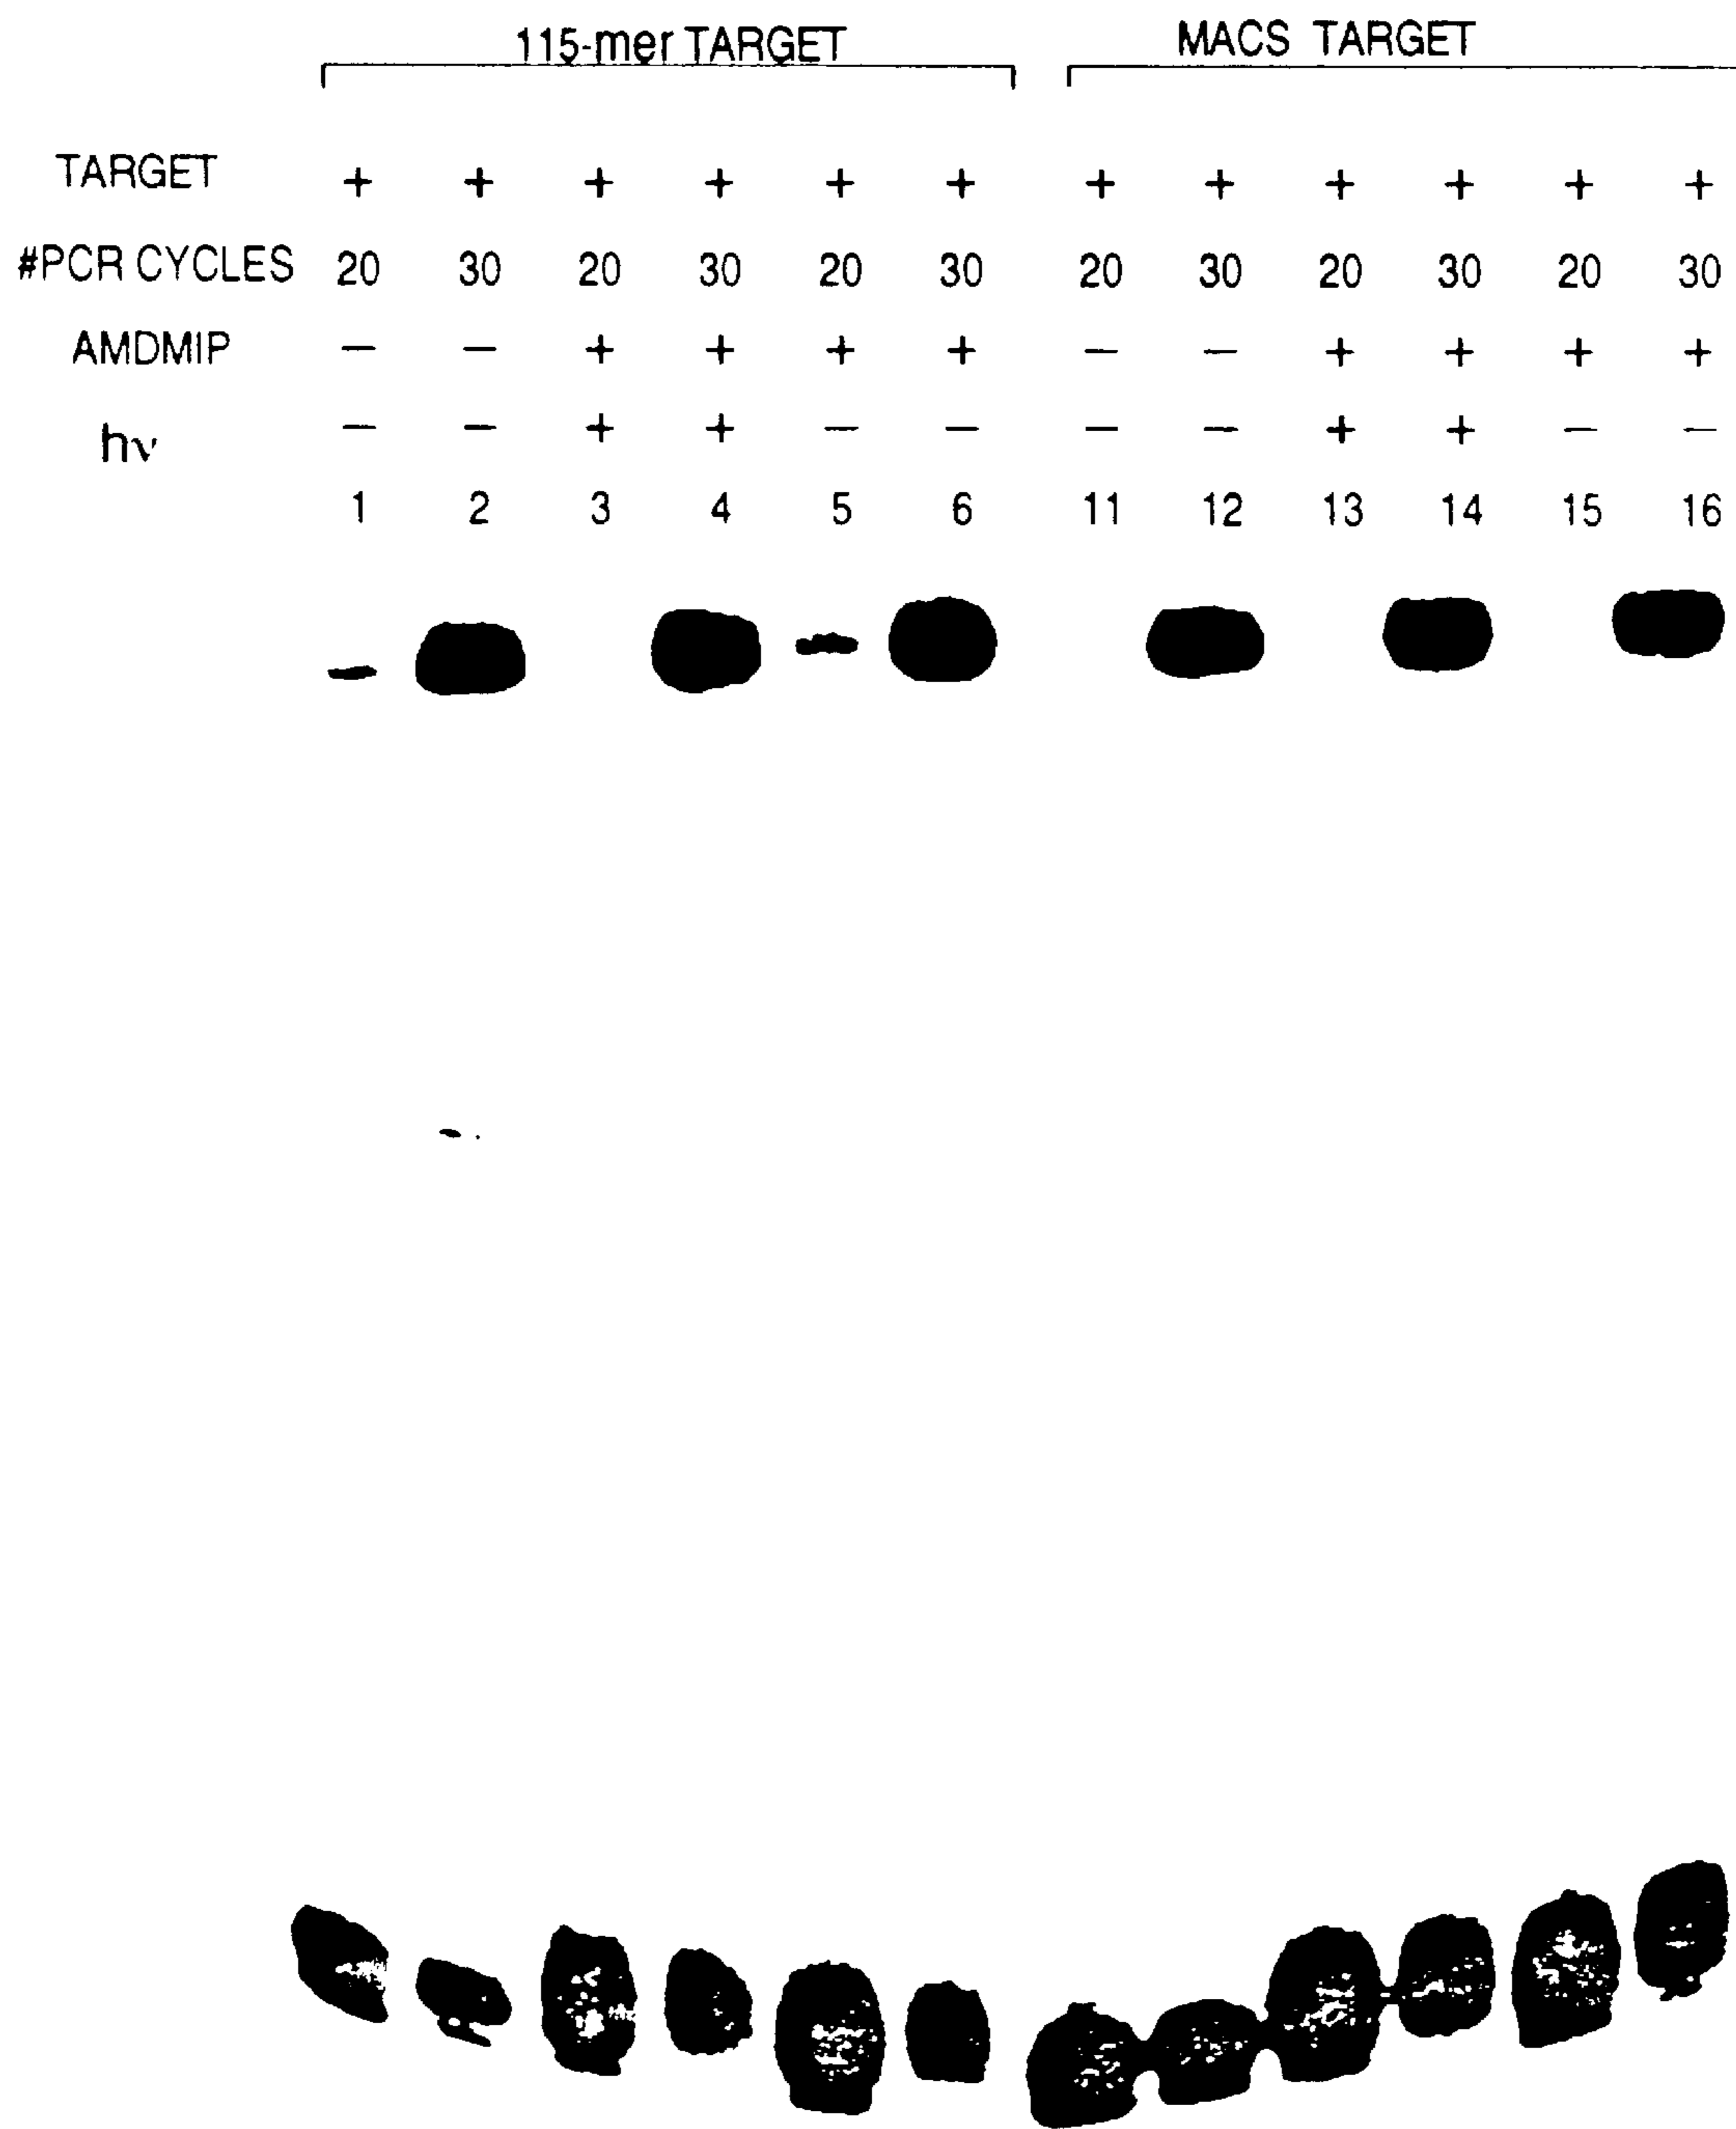 115-mer TARGET MACS TARGET
TARGET + + + + + + + + + + + +
#PCR CYCLES 20 30 20 30 20 30 20 30 20 30 20 30
AMDMIP — — + + + + — — + + + +
hν — — + + — — — — + + — —
1 2 3 4 5 6 11 12 13 14 15 16